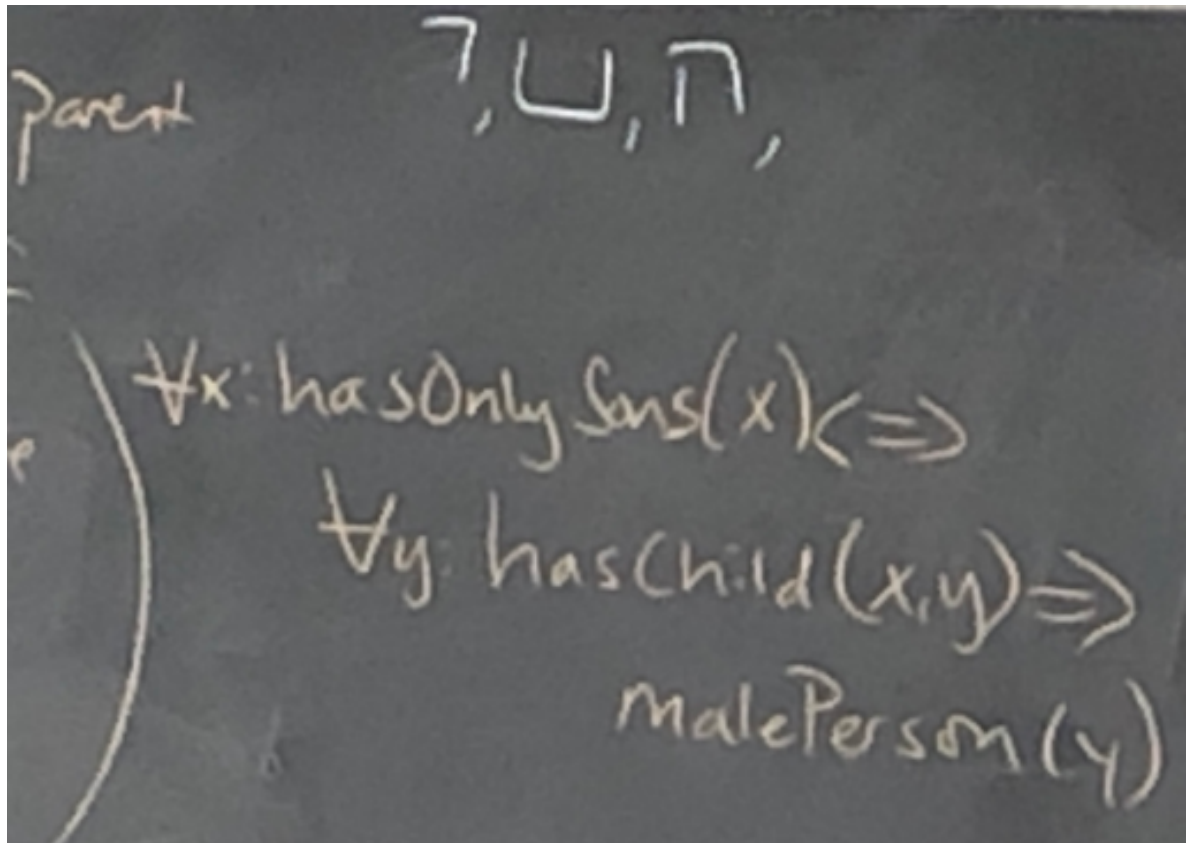 parent
¬, ⊔, ⊓,
∀x: hasOnlySons(x) <=>
∀y: hasChild(x,y) =>
malePerson(y)